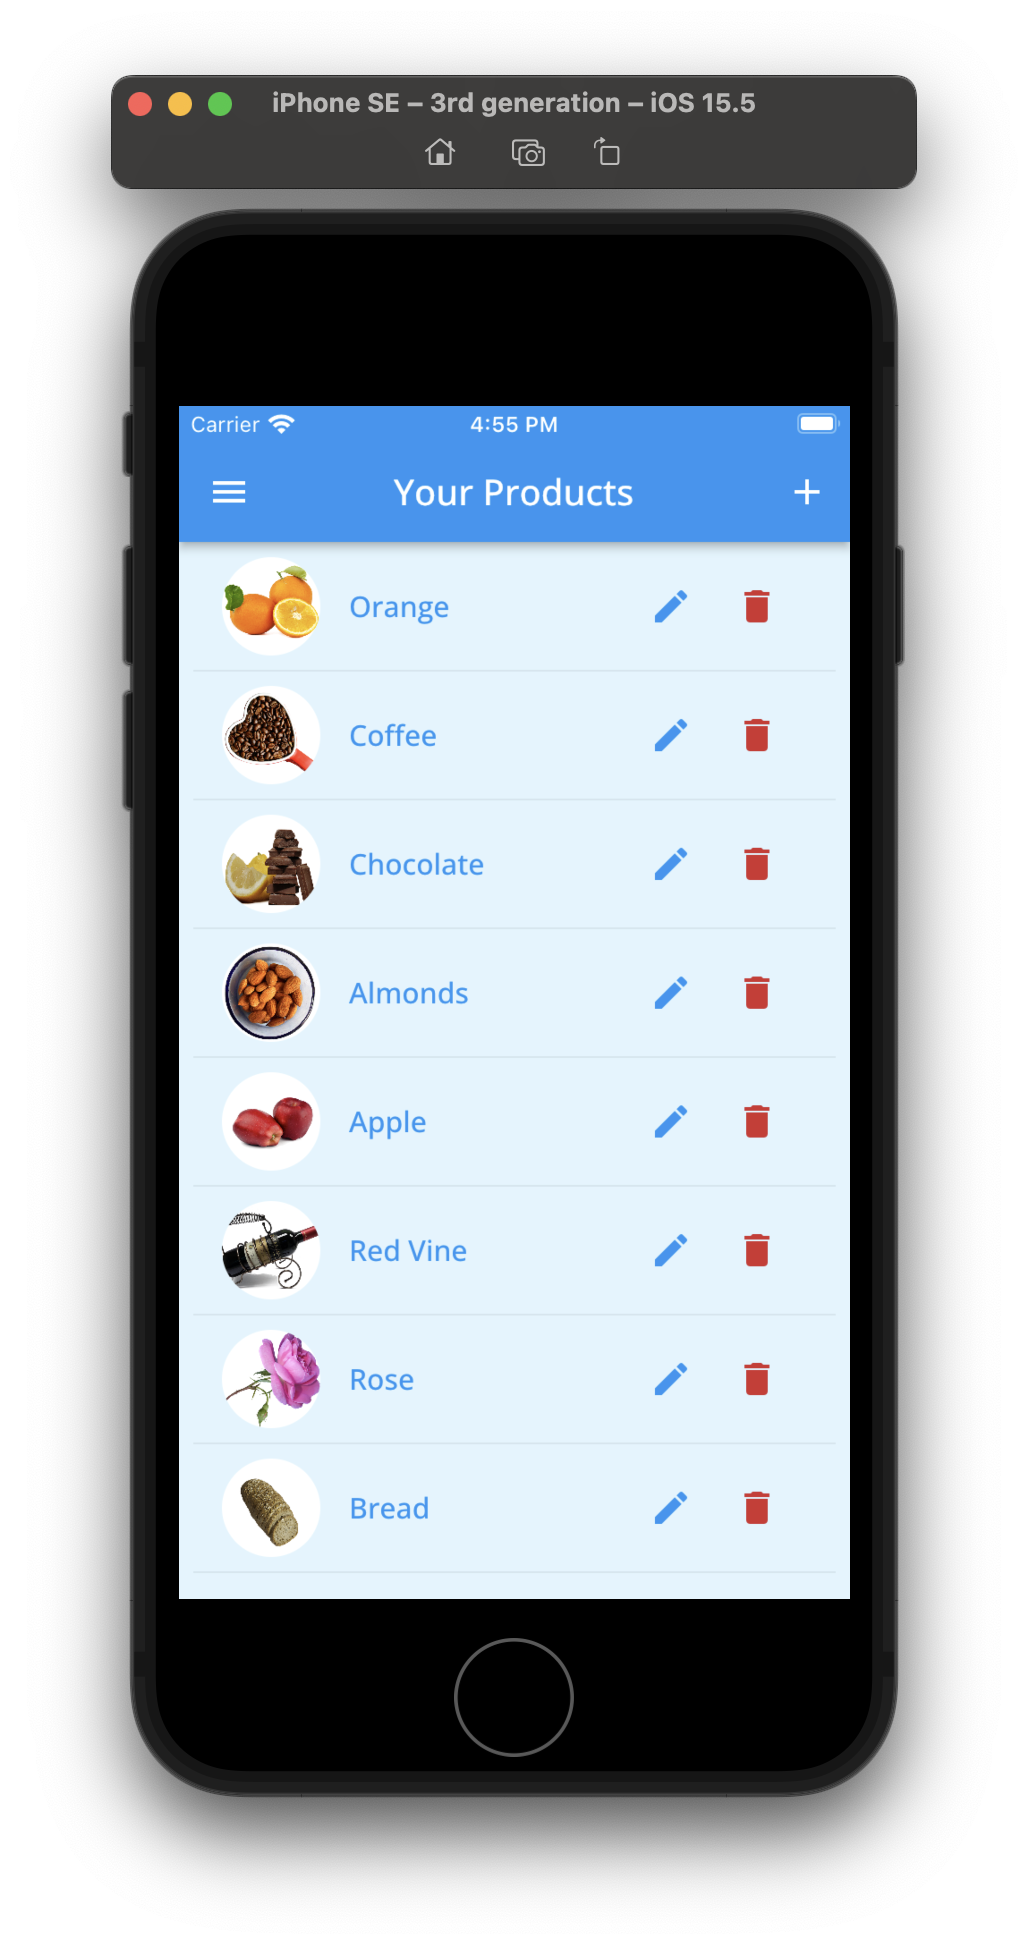 iPhone SE – 3rd generation – iOS 15.5
Carrier 4:55 PM
Your Products
Orange
Coffee
Chocolate
Almonds
Apple
Red Vine
Rose
Bread